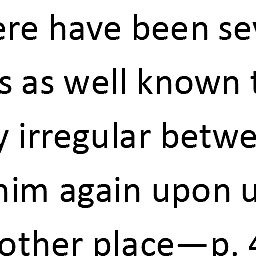 ere have been sev
s as well known t
y irregular betwe
him again upon u
other place—p. 4